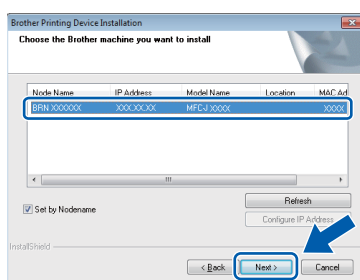 Brother Printing Device Installation
Choose the Brother machine you want to install
Node Name IP Address Model Name Location MAC Ad
BRN XXXXXX XXX.XX.XX MFC-J XXXX XXXX
Set by Nodename
Refresh
Configure IP Address
InstallShield
< Back Next > Cancel